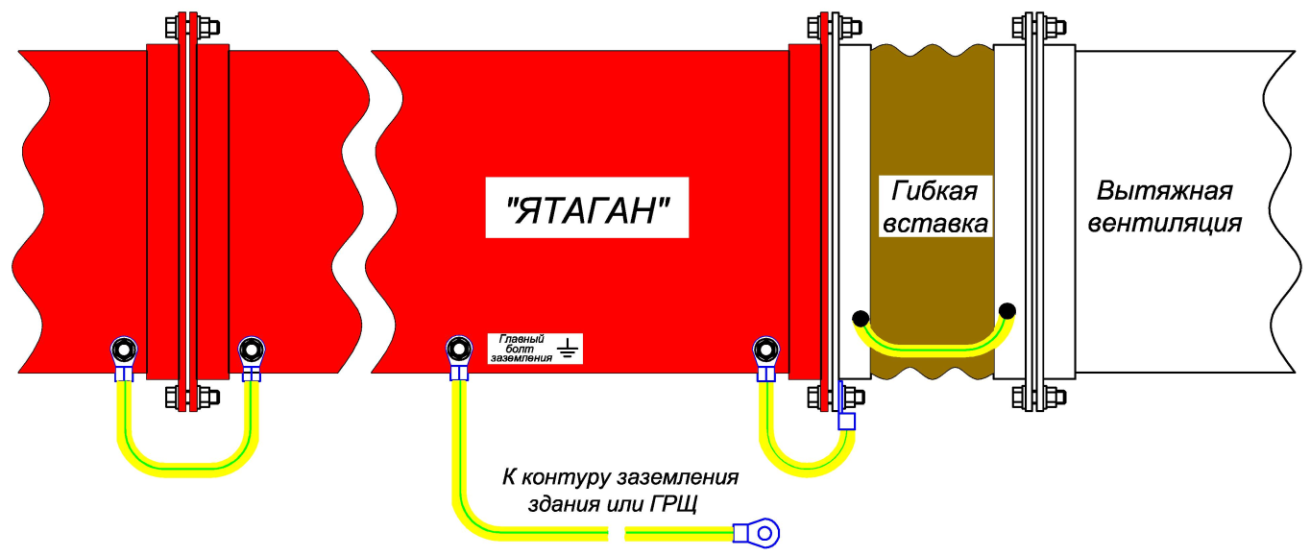 "ЯТАГАН"
Гибкая
вставка
Вытяжная
вентиляция
Главный
болт
заземления
К контуру заземления
здания или ГРЩ